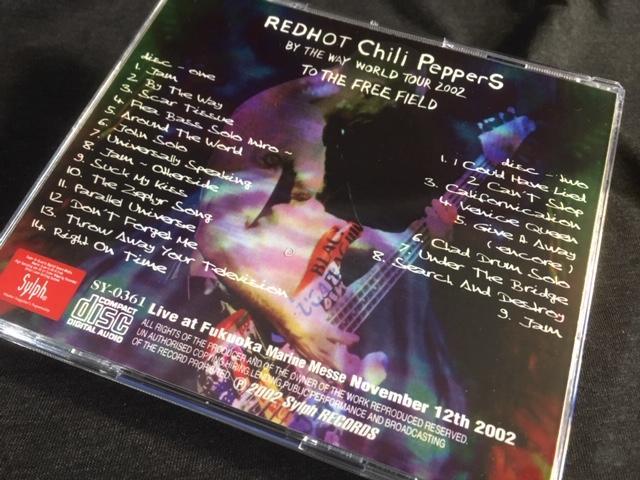 REDHOT Chili PeppeRS
BY THE WAY WORLD TOUR 2002
TO THE FREE FIELD
disc - one
1. Jam
2. By The Way
3. Scar Tissue
4. Flea Bass Solo Intro ~
5. Around The World
6. John Solo
7. Universally Speaking
8. Jam - Otherside
9. Suck My Kiss
10. The Zephyr Song
11. Parallel Universe
12. Don't Forget Me
13. Throw Away Your Television
14. Right On Time
disc - two
1. I Could Have Lied
2. Can't Stop
3. Californication
4. Venice Queen
5. Give It Away
(encore)
6. Chad Drum Solo
7. Under The Bridge
8. Search And Destroy
9. Jam
Sylph
SY-0361
COMPACT
disc
DIGITAL AUDIO
Live at Fukuoka Marine Messe November 12th 2002
ALL RIGHTS OF THE PRODUCER AND OF THE OWNER OF THE WORK REPRODUCED RESERVED.
UN AUTHORISED COPYING, HIRING, LENDING, PUBLIC PERFORMANCE AND BROADCASTING
OF THE RECORD PROHIBITED.
Ⓟ 2002 Sylph RECORDS